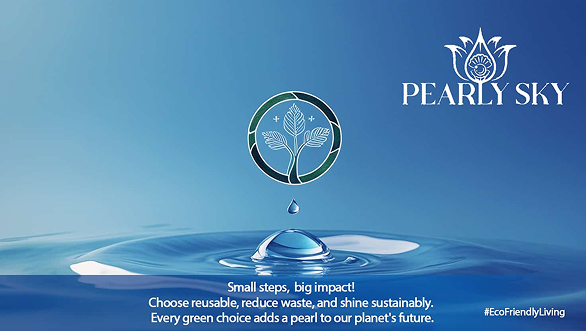 PEARLY SKY
Small steps, big impact!
Choose reusable, reduce waste, and shine sustainably.
Every green choice adds a pearl to our planet's future.
#EcoFriendlyLiving